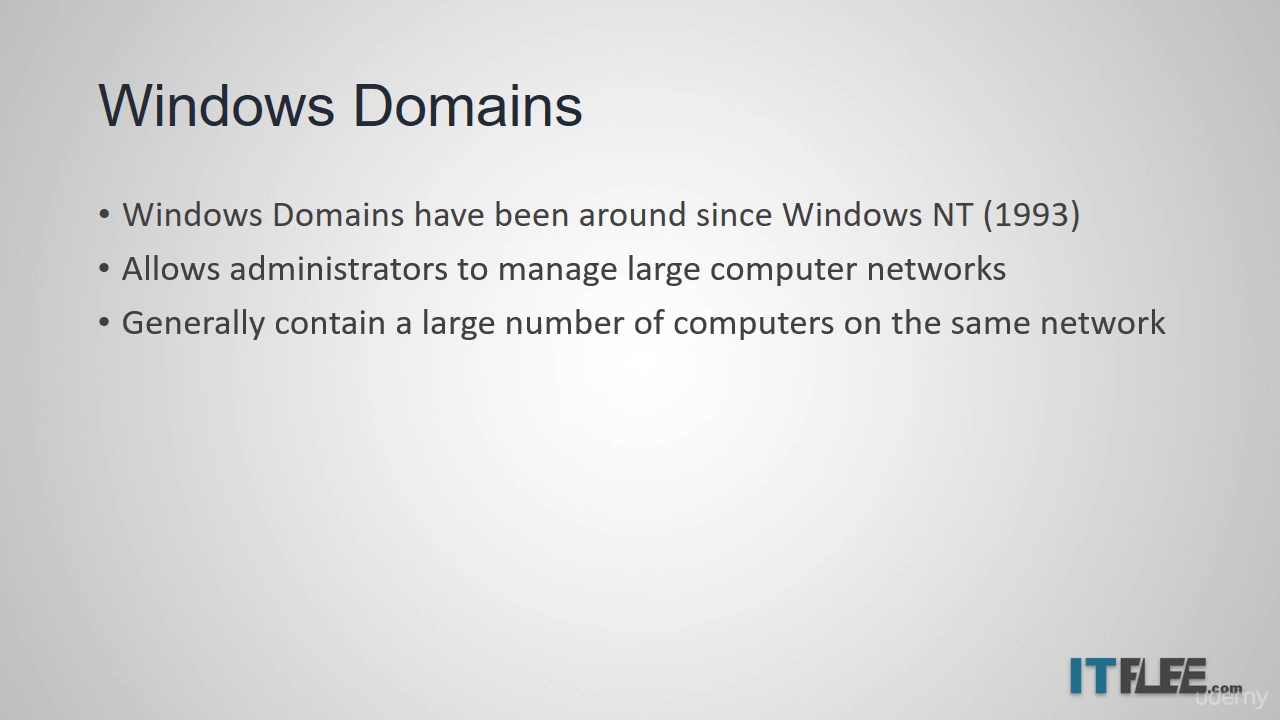 Windows Domains
• Windows Domains have been around since Windows NT (1993)
• Allows administrators to manage large computer networks
• Generally contain a large number of computers on the same network
ITFLEE.com
udemy